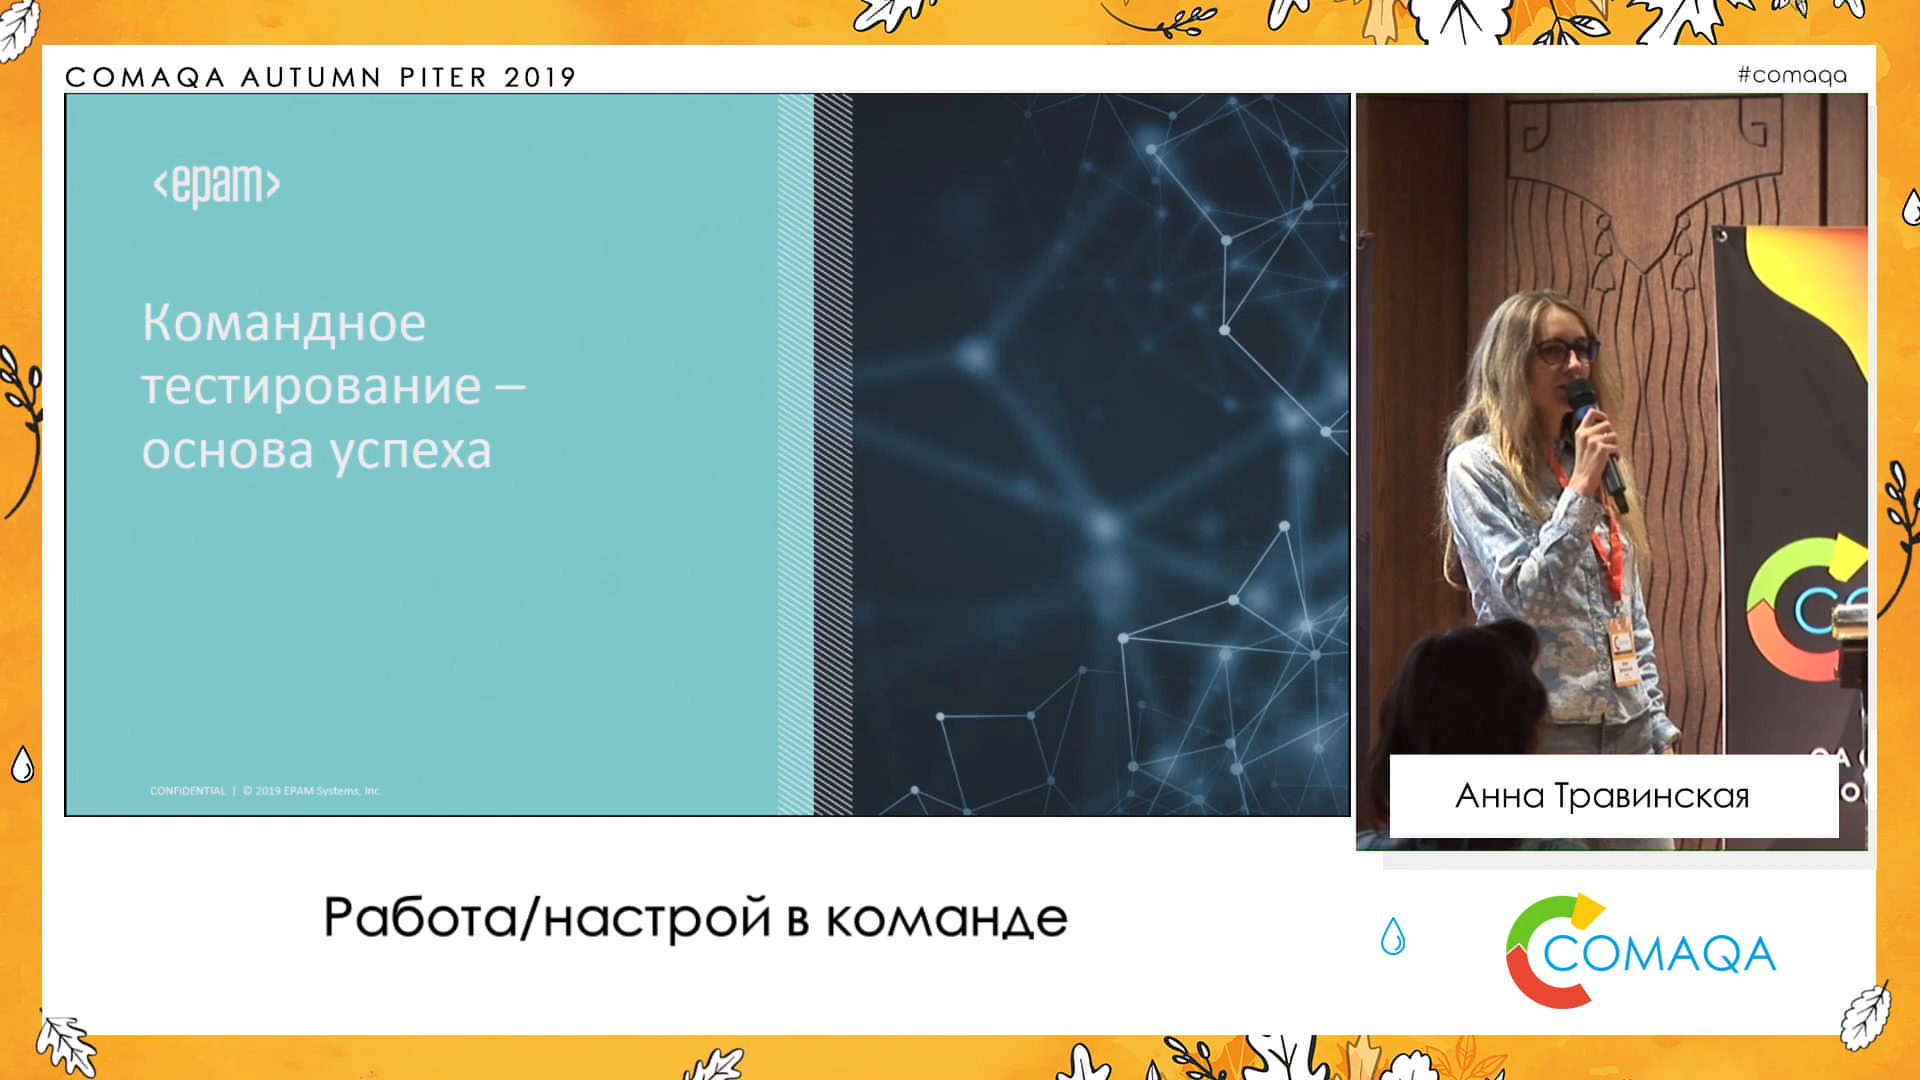 COMAQA AUTUMN PITER 2019
#comaqa
<epam>
Командное
тестирование –
основа успеха
CONFIDENTIAL | © 2019 EPAM Systems, Inc.
Анна Травинская
Работа/настрой в команде
COMAQA